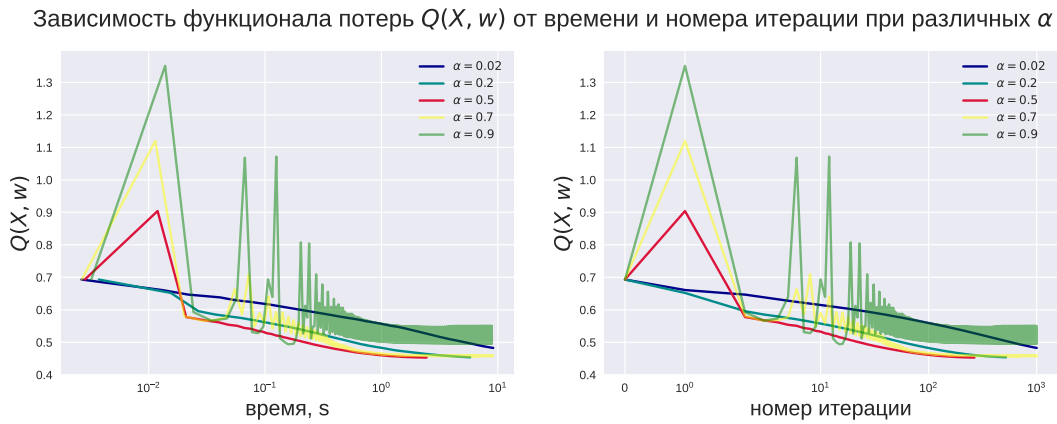 Зависимость функционала потерь Q(X, w) от времени и номера итерации при различных α
Q(X, w)
1.3
1.2
1.1
1.0
0.9
0.8
0.7
0.6
0.5
0.4
α = 0.02
α = 0.2
α = 0.5
α = 0.7
α = 0.9
10⁻² 10⁻¹ 10⁰ 10¹
время, s
Q(X, w)
1.3
1.2
1.1
1.0
0.9
0.8
0.7
0.6
0.5
0.4
α = 0.02
α = 0.2
α = 0.5
α = 0.7
α = 0.9
0 10⁰ 10¹ 10² 10³
номер итерации